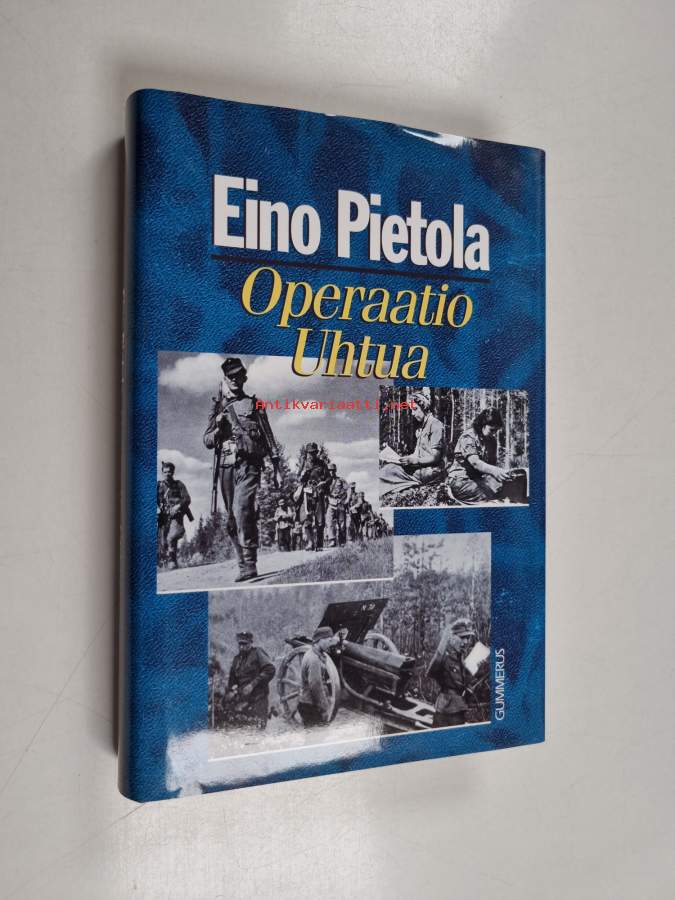 Eino Pietola
Operaatio
Uhtua
Antikvariaatti.net
GUMMERUS